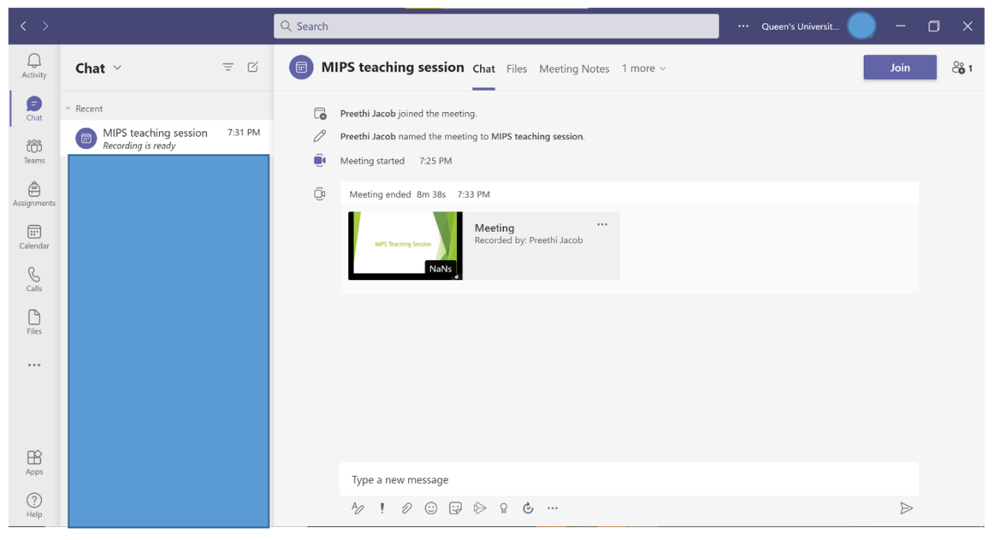 Search
Queen's Universit...
Activity
Chat
Teams
Assignments
Calendar
Calls
Files
Apps
Help
Chat
Recent
MIPS teaching session 7:31 PM
Recording is ready
MIPS teaching session Chat Files Meeting Notes 1 more
Join
1
Preethi Jacob joined the meeting.
Preethi Jacob named the meeting to MIPS teaching session.
Meeting started 7:25 PM
Meeting ended 8m 38s 7:33 PM
MIPS Teaching Session
NaNs
Meeting
Recorded by: Preethi Jacob
Type a new message